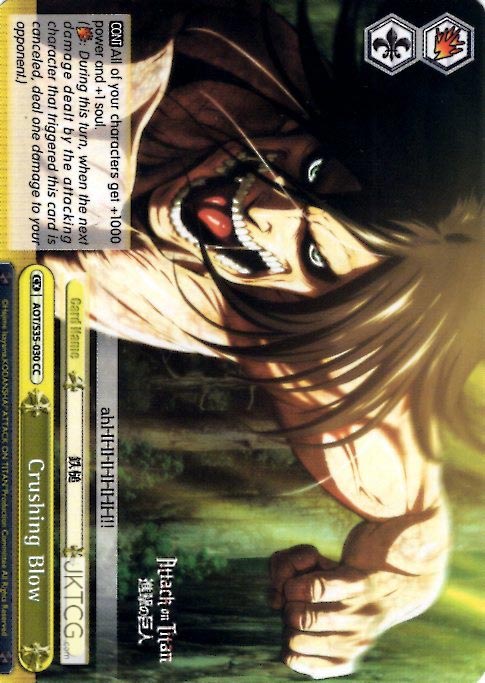 [CONT] All of your characters get +1000
power and +1 soul.
(: During this turn, when the next
damage dealt by the attacking
character that triggered this card is
canceled, deal one damage to your
opponent.)
ahHHHHHHH!!
Attack on Titan
進撃の巨人
CX
AOT/S35-030 CC
Card Name
鉄槌
Crushing Blow
JKTCG.com
©Hajime Isayama,KODANSHA/"ATTACK ON TITAN"Production Committee All Rights Reserved